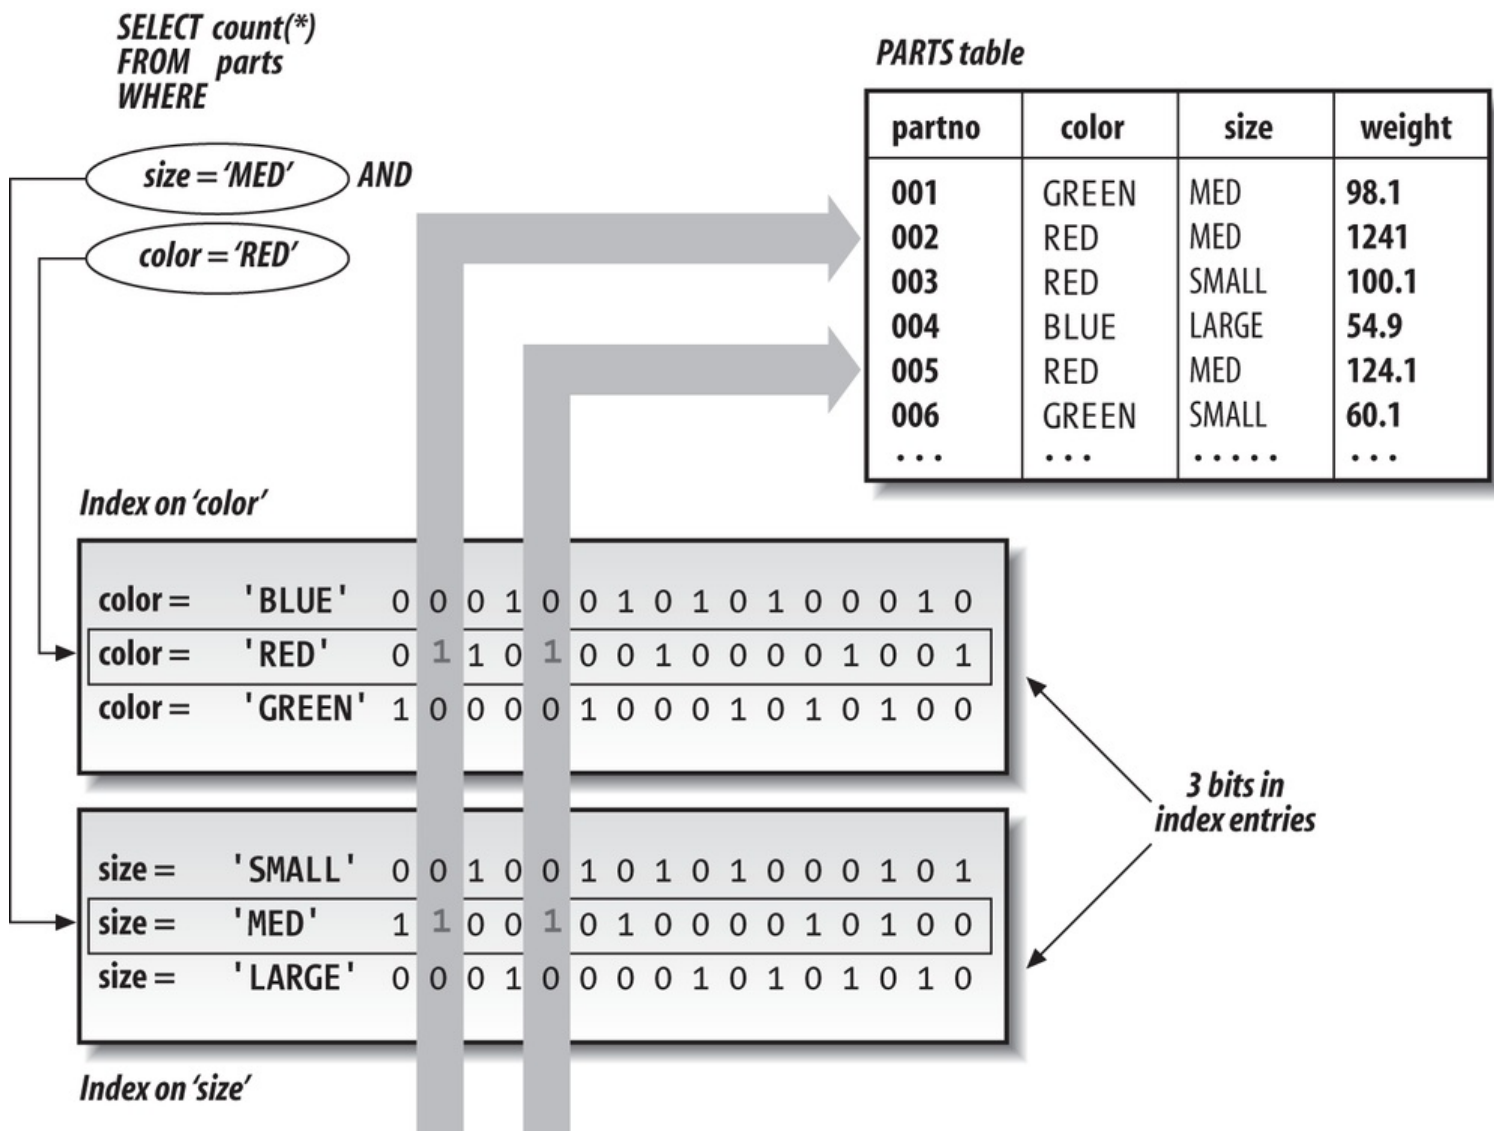 SELECT count(*)
FROM parts
WHERE
size = ‘MED’ AND
color = ‘RED’
PARTS table
partno color size weight
001 GREEN MED 98.1
002 RED MED 1241
003 RED SMALL 100.1
004 BLUE LARGE 54.9
005 RED MED 124.1
006 GREEN SMALL 60.1
... ... ..... ...
Index on ‘color’
color = 'BLUE' 0 0 0 1 0 0 1 0 1 0 1 0 0 0 1 0
color = 'RED' 0 1 1 0 1 0 0 1 0 0 0 0 1 0 0 1
color = 'GREEN' 1 0 0 0 0 1 0 0 0 1 0 1 0 1 0 0
3 bits in
index entries
size = 'SMALL' 0 0 1 0 0 1 0 1 0 1 0 0 0 1 0 1
size = 'MED' 1 1 0 0 1 0 1 0 0 0 0 1 0 1 0 0
size = 'LARGE' 0 0 0 1 0 0 0 0 1 0 1 0 1 0 1 0
Index on ‘size’